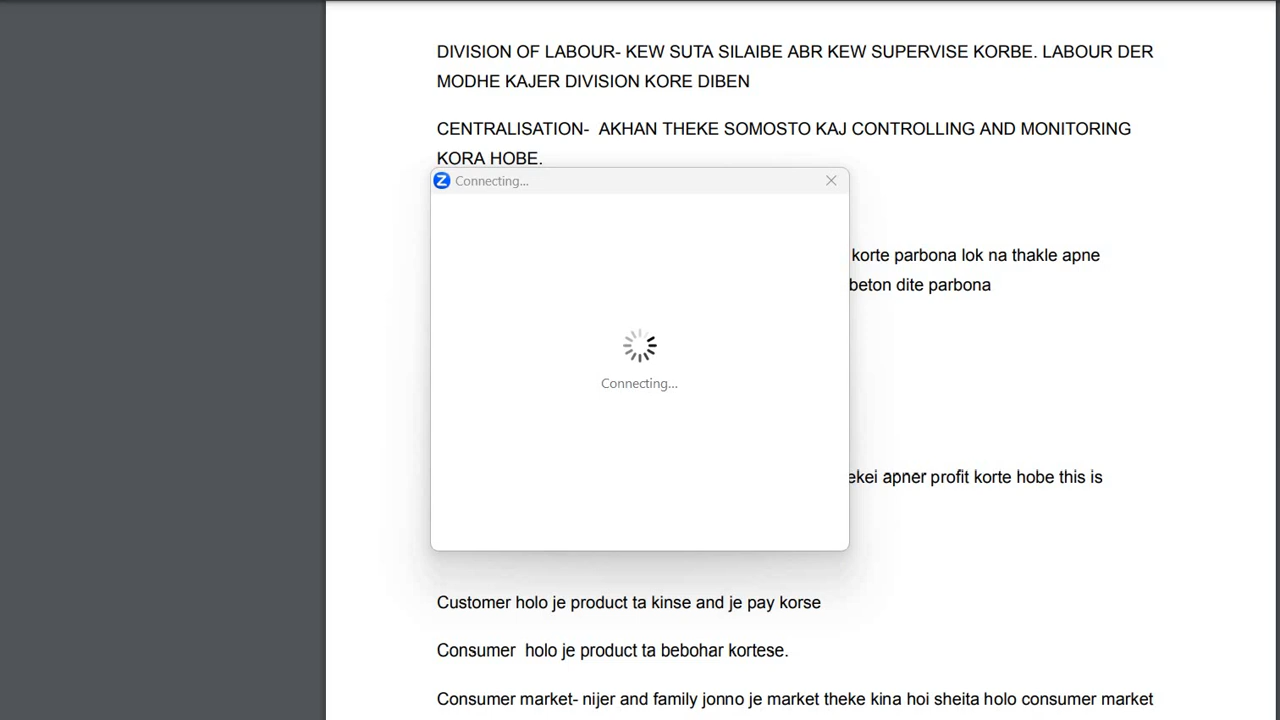 DIVISION OF LABOUR- KEW SUTA SILAIBE ABR KEW SUPERVISE KORBE. LABOUR DER
MODHE KAJER DIVISION KORE DIBEN
CENTRALISATION- AKHAN THEKE SOMOSTO KAJ CONTROLLING AND MONITORING
KORA HOBE.
Z Connecting...
korte parbona lok na thakle apne
beton dite parbona
Connecting...
apner profit korte hobe this is
Customer holo je product ta kinse and je pay korse
Consumer holo je product ta bebohar kortese.
Consumer market- nijer and family jonno je market theke kina hoi sheita holo consumer market